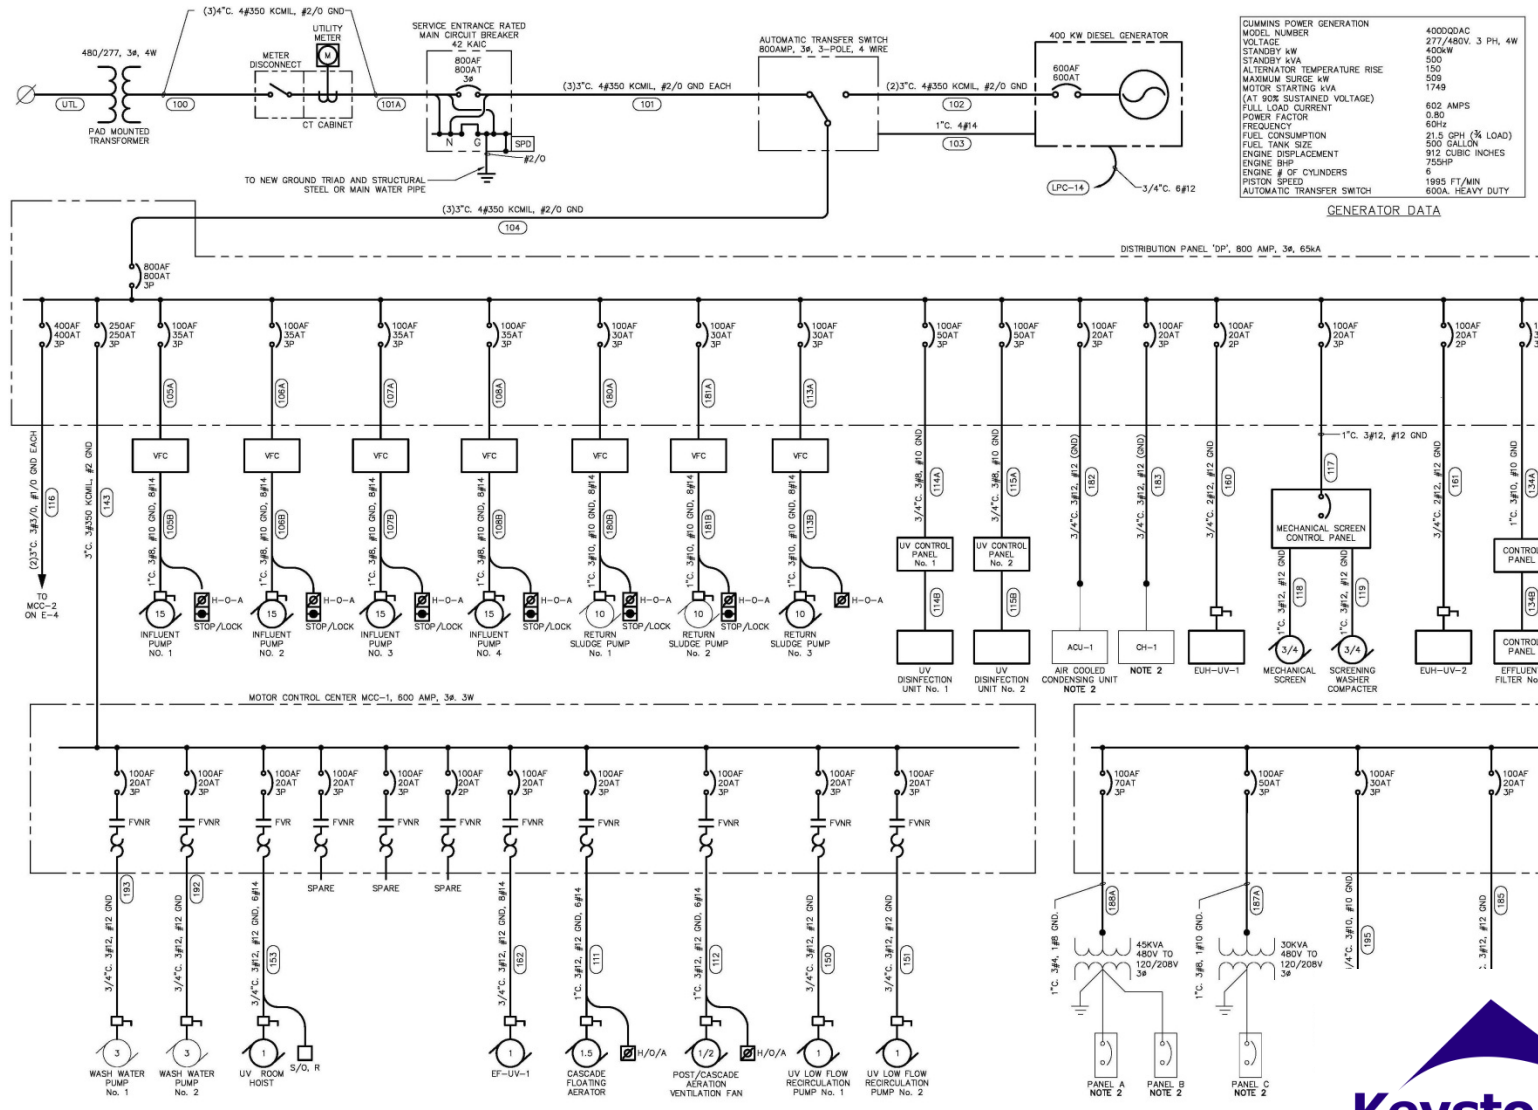 (3)4"C. 4#350 KCMIL, #2/0 GND
480/277, 3ø, 4W
UTL
PAD MOUNTED
TRANSFORMER
100
METER
DISCONNECT
UTILITY
METER
M
CT CABINET
101A
SERVICE ENTRANCE RATED
MAIN CIRCUIT BREAKER
42 KAIC
800AF
800AT
3ø
N
G
SPD
#2/0
TO NEW GROUND TRIAD AND STRUCTURAL
STEEL OR MAIN WATER PIPE
(3)3"C. 4#350 KCMIL, #2/0 GND EACH
101
AUTOMATIC TRANSFER SWITCH
800AMP, 3ø, 3-POLE, 4 WIRE
(2)3"C. 4#350 KCMIL, #2/0 GND
102
1"C. 4#14
103
400 KW DIESEL GENERATOR
600AF
600AT
LPC-14
3/4"C. 6#12
CUMMINS POWER GENERATION
MODEL NUMBER 400DQDAC
VOLTAGE 277/480V. 3 PH, 4W
STANDBY kW 400kW
STANDBY kVA 500
ALTERNATOR TEMPERATURE RISE 150
MAXIMUM SURGE kW 509
MOTOR STARTING kVA 1749
(AT 90% SUSTAINED VOLTAGE)
FULL LOAD CURRENT 602 AMPS
POWER FACTOR 0.80
FREQUENCY 60Hz
FUEL CONSUMPTION 21.5 GPH (¾ LOAD)
FUEL TANK SIZE 500 GALLON
ENGINE DISPLACEMENT 912 CUBIC INCHES
ENGINE BHP 755HP
ENGINE # OF CYLINDERS 6
PISTON SPEED 1995 FT/MIN
AUTOMATIC TRANSFER SWITCH 600A. HEAVY DUTY
GENERATOR DATA
(3)3"C. 4#350 KCMIL, #2/0 GND
104
DISTRIBUTION PANEL 'DP', 800 AMP, 3ø, 65kA
800AF
800AT
3P
400AF
400AT
3P
(2)3"C. 3#3/0, #1/0 GND EACH
116
TO
MCC-2
ON E-4
250AF
250AT
3P
3"C. 3#350 KCMIL, #2 GND
143
100AF
35AT
3P
105A
VFC
1"C. 3#8, #10 GND, 8#14
105B
15
H-O-A
STOP/LOCK
INFLUENT
PUMP
NO. 1
100AF
35AT
3P
106A
VFC
1"C. 3#8, #10 GND, 8#14
106B
15
H-O-A
STOP/LOCK
INFLUENT
PUMP
NO. 2
100AF
35AT
3P
107A
VFC
1"C. 3#8, #10 GND, 8#14
107B
15
H-O-A
STOP/LOCK
INFLUENT
PUMP
NO. 3
100AF
35AT
3P
108A
VFC
1"C. 3#8, #10 GND, 8#14
108B
15
H-O-A
STOP/LOCK
INFLUENT
PUMP
NO. 4
100AF
30AT
3P
180A
VFC
1"C. 3#10, #10 GND, 8#14
180B
10
H-O-A
STOP/LOCK
RETURN
SLUDGE PUMP
No. 1
100AF
30AT
3P
181A
VFC
1"C. 3#10, #10 GND, 8#14
181B
10
H-O-A
STOP/LOCK
RETURN
SLUDGE PUMP
No. 2
100AF
30AT
3P
113A
VFC
1"C. 3#10, #10 GND, 8#14
113B
10
H-O-A
RETURN
SLUDGE PUMP
No. 3
100AF
50AT
3P
3/4"C. 3#8, #10 GND
114A
UV CONTROL
PANEL
No. 1
114B
UV
DISINFECTION
UNIT No. 1
100AF
50AT
3P
3/4"C. 3#8, #10 GND
115A
UV CONTROL
PANEL
No. 2
115B
UV
DISINFECTION
UNIT No. 2
100AF
20AT
3P
3/4"C. 3#12, #12 (GND)
182
ACU-1
AIR COOLED
CONDENSING UNIT
NOTE 2
100AF
20AT
3P
3/4"C. 3#12, #12 (GND)
183
CH-1
NOTE 2
100AF
20AT
2P
3/4"C. 2#12, #12 GND
160
EUH-UV-1
100AF
20AT
3P
1"C. 3#12, #12 GND
117
MECHANICAL SCREEN
CONTROL PANEL
1"C. 3#12, #12 GND
118
3/4
MECHANICAL
SCREEN
1"C. 3#12, #12 GND
119
3/4
SCREENING
WASHER
COMPACTER
100AF
20AT
2P
3/4"C. 2#12, #12 GND
161
EUH-UV-2
1"C. 3#10, #10 GND
134A
CONTROL
PANEL
134B
CONTROL
PANEL
EFFLUENT
FILTER No
MOTOR CONTROL CENTER MCC-1, 600 AMP, 3ø. 3W
100AF
20AT
3P
FVNR
3/4"C. 3#12, #12 GND
193
3
WASH WATER
PUMP
No. 1
100AF
20AT
3P
FVNR
3/4"C. 3#12, #12 GND
192
3
WASH WATER
PUMP
No. 2
100AF
20AT
3P
FVR
3/4"C. 3#12, #12 GND, 6#14
153
1
S/O, R
UV ROOM
HOIST
100AF
20AT
3P
FVNR
SPARE
100AF
20AT
3P
FVNR
SPARE
100AF
20AT
2P
FVNR
SPARE
100AF
20AT
3P
FVNR
3/4"C. 3#12, #12 GND, 8#14
162
1
EF-UV-1
100AF
20AT
3P
FVNR
1"C. 3#12, #12 GND, 6#14
111
1.5
H/O/A
CASCADE
FLOATING
AERATOR
100AF
20AT
3P
FVNR
1"C. 3#12, #12 GND, 6#14
112
1/2
H/O/A
POST/CASCADE
AERATION
VENTILATION FAN
100AF
20AT
3P
FVNR
3/4"C. 3#12, #12 GND
150
1
UV LOW FLOW
RECIRCULATION
PUMP No. 1
100AF
20AT
3P
FVNR
3/4"C. 3#12, #12 GND
151
1
UV LOW FLOW
RECIRCULATION
PUMP No. 2
100AF
70AT
3P
1"C. 3#4, 1#8 GND.
188A
45KVA
480V TO
120/208V
3ø
PANEL A
NOTE 2
PANEL B
NOTE 2
100AF
50AT
3P
1"C. 3#8, 1#10 GND.
187A
30KVA
480V TO
120/208V
3ø
PANEL C
NOTE 2
100AF
30AT
3P
3/4"C. 3#10, #10 GND
195
100AF
20AT
3P
C. 3#12, #12 GND
185
Keysto